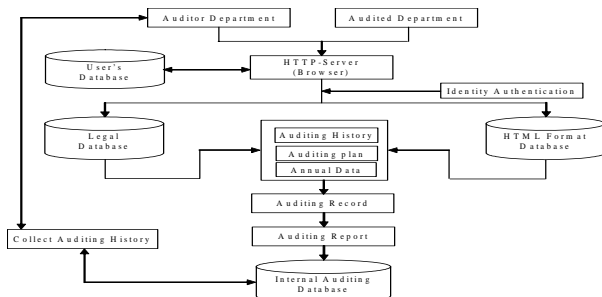 Auditor Department
Audited Department
HTTP-Server
(Browser)
User's
Database
Identity Authentication
Legal
Database
Auditing History
Auditing plan
Annual Data
HTML Format
Database
Auditing Record
Auditing Report
Collect Auditing History
Internal Auditing
Database